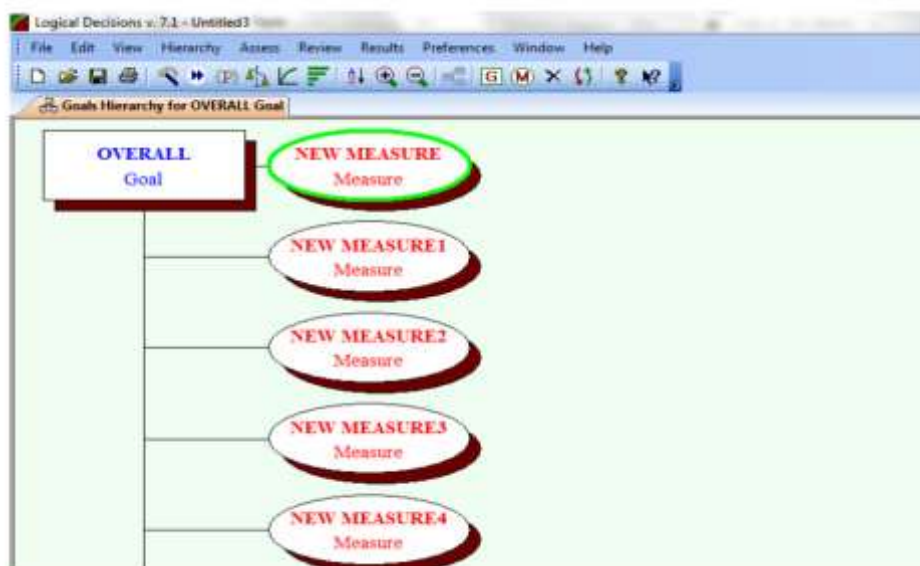 Logical Decisions v. 7.1 - Untitled3
File Edit View Hierarchy Assess Review Results Preferences Window Help
P G M
Goals Hierarchy for OVERALL Goal
OVERALL
Goal
NEW MEASURE
Measure
NEW MEASURE1
Measure
NEW MEASURE2
Measure
NEW MEASURE3
Measure
NEW MEASURE4
Measure